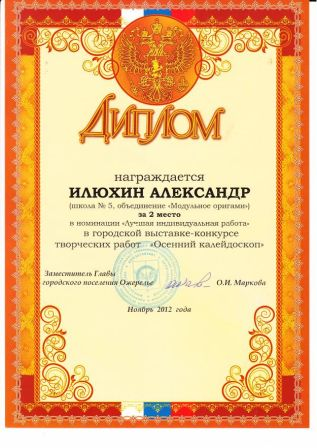 Диплом
награждается
ИЛЮХИН АЛЕКСАНДР
(школа № 5, объединение «Модульное оригами»)
за 2 место
в номинации «Лучшая индивидуальная работа»
в городской выставке-конкурсе
творческих работ «Осенний калейдоскоп»
Заместитель Главы
городского поселения Ожерелье О.И. Маркова
Ноябрь 2012 года